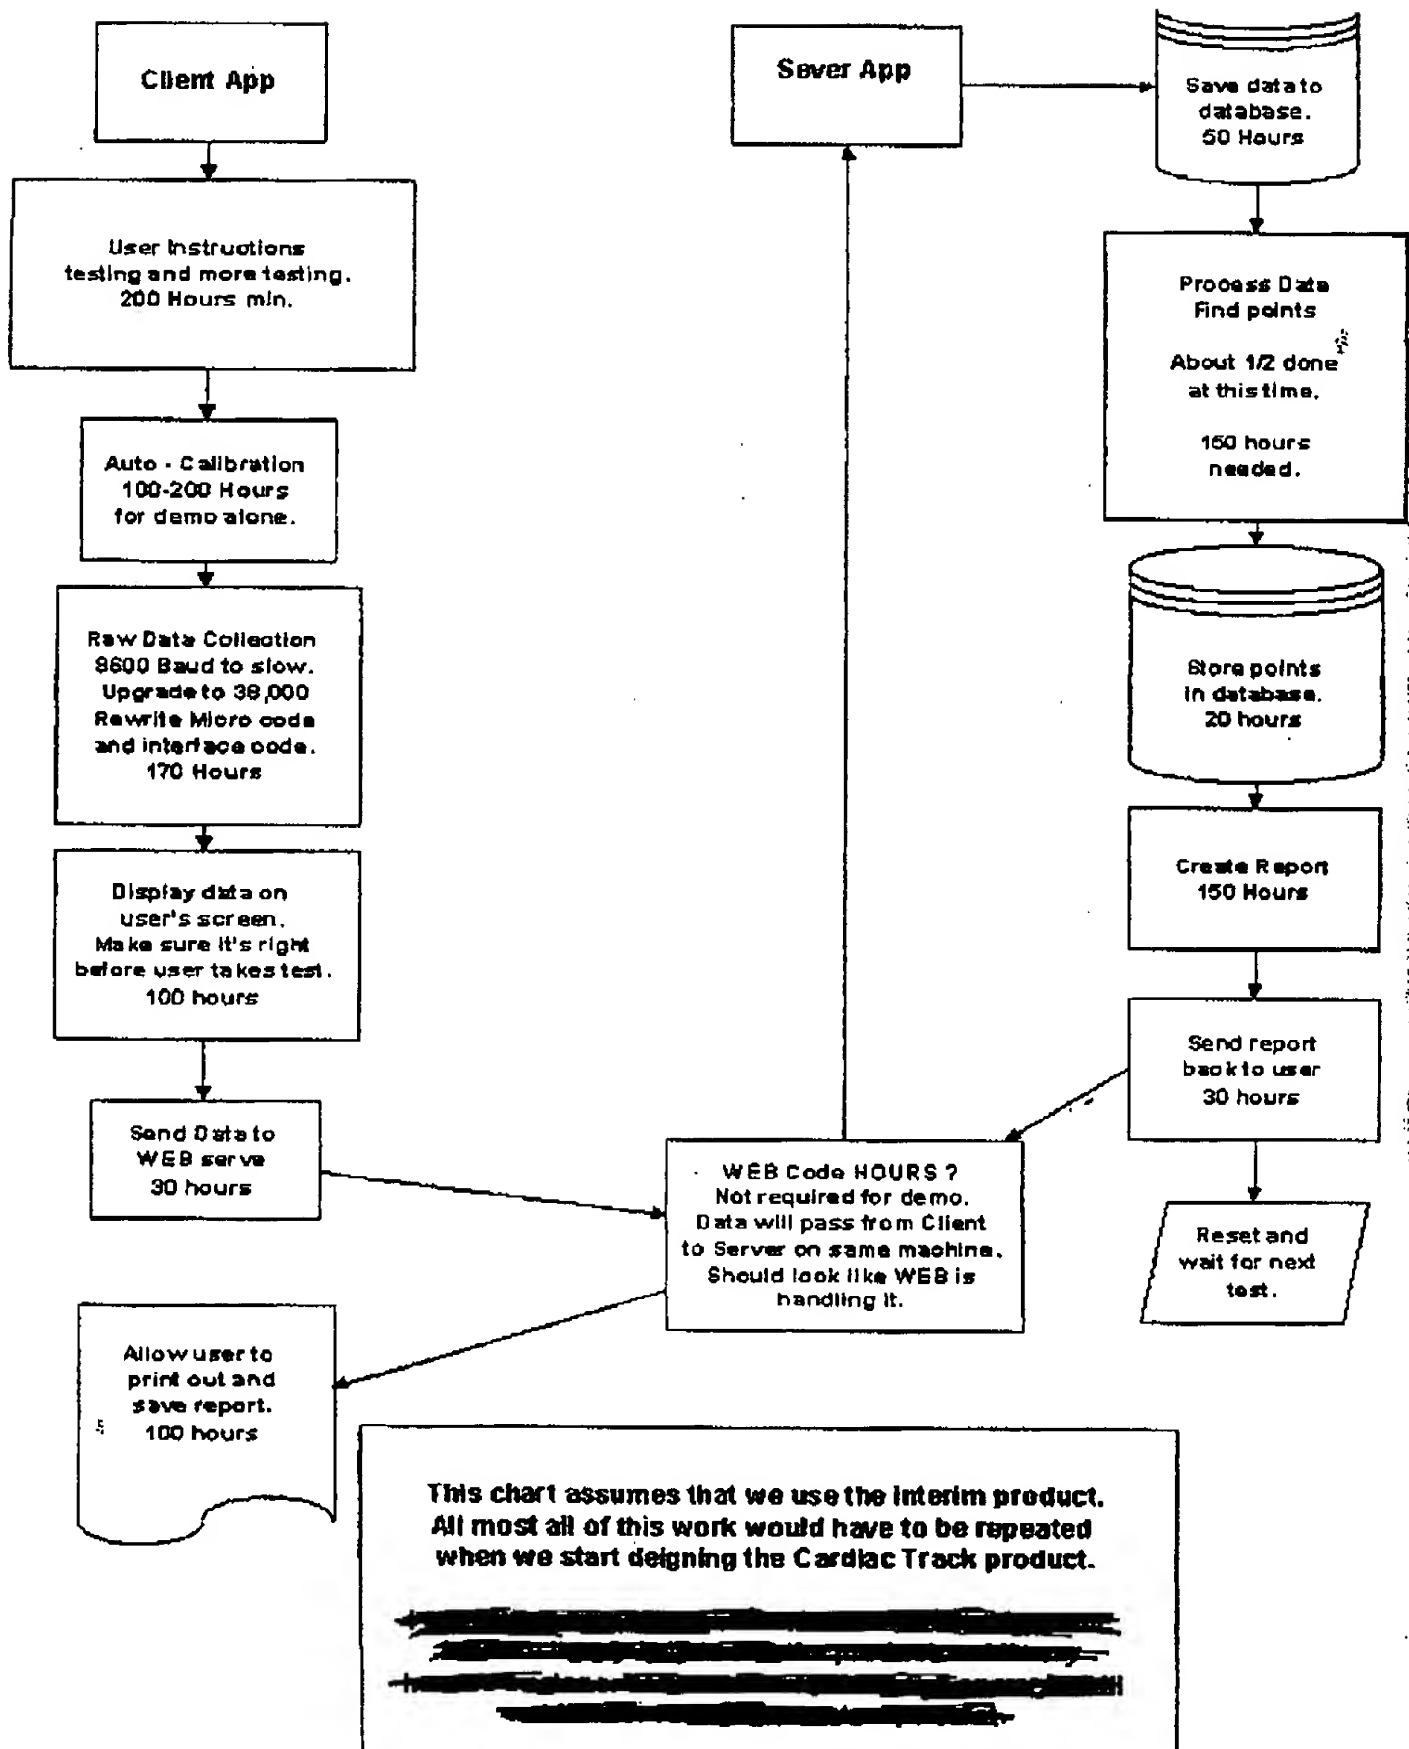 Client App
User Instructions
testing and more testing.
200 Hours min.
Auto - Calibration
100-200 Hours
for demo alone.
Raw Data Collection
9600 Baud to slow.
Upgrade to 38,000
Rewrite Micro code
and interface code.
170 Hours
Display data on
user's screen.
Make sure it's right
before user takes test.
100 hours
Send Data to
WEB serve
30 hours
Allow user to
print out and
save report.
100 hours
Sever App
WEB Code HOURS ?
Not required for demo.
Data will pass from Client
to Server on same machine.
Should look like WEB is
handling it.
Save data to
database.
50 Hours
Process Data
Find points
About 1/2 done
at this time.
150 hours
needed.
Store points
in database.
20 hours
Create Report
150 Hours
Send report
back to user
30 hours
Reset and
wait for next
test.
This chart assumes that we use the interim product.
All most all of this work would have to be repeated
when we start deigning the Cardiac Track product.